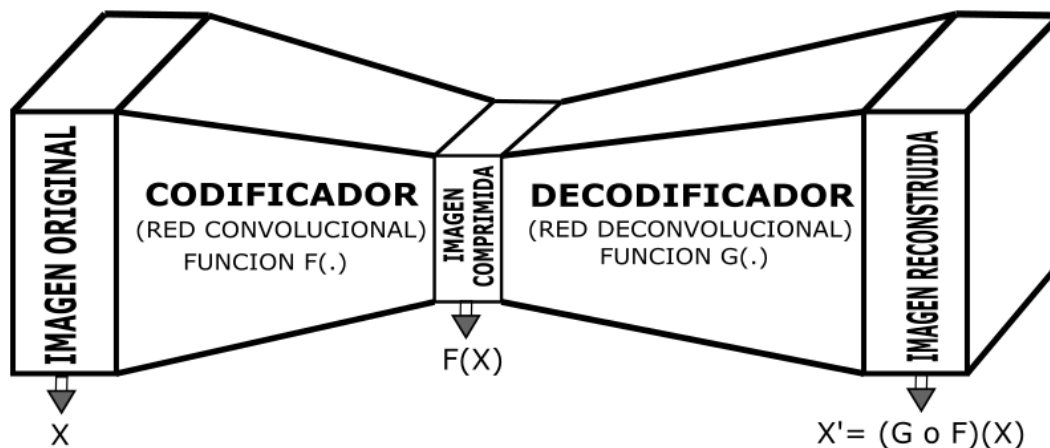 IMAGEN ORIGINAL
CODIFICADOR
(RED CONVOLUCIONAL)
FUNCION F(.)
IMAGEN
COMPRIMIDA
DECODIFICADOR
(RED DECONVOLUCIONAL)
FUNCION G(.)
IMAGEN RECONSTRUIDA
X
F(X)
X'= (G o F)(X)